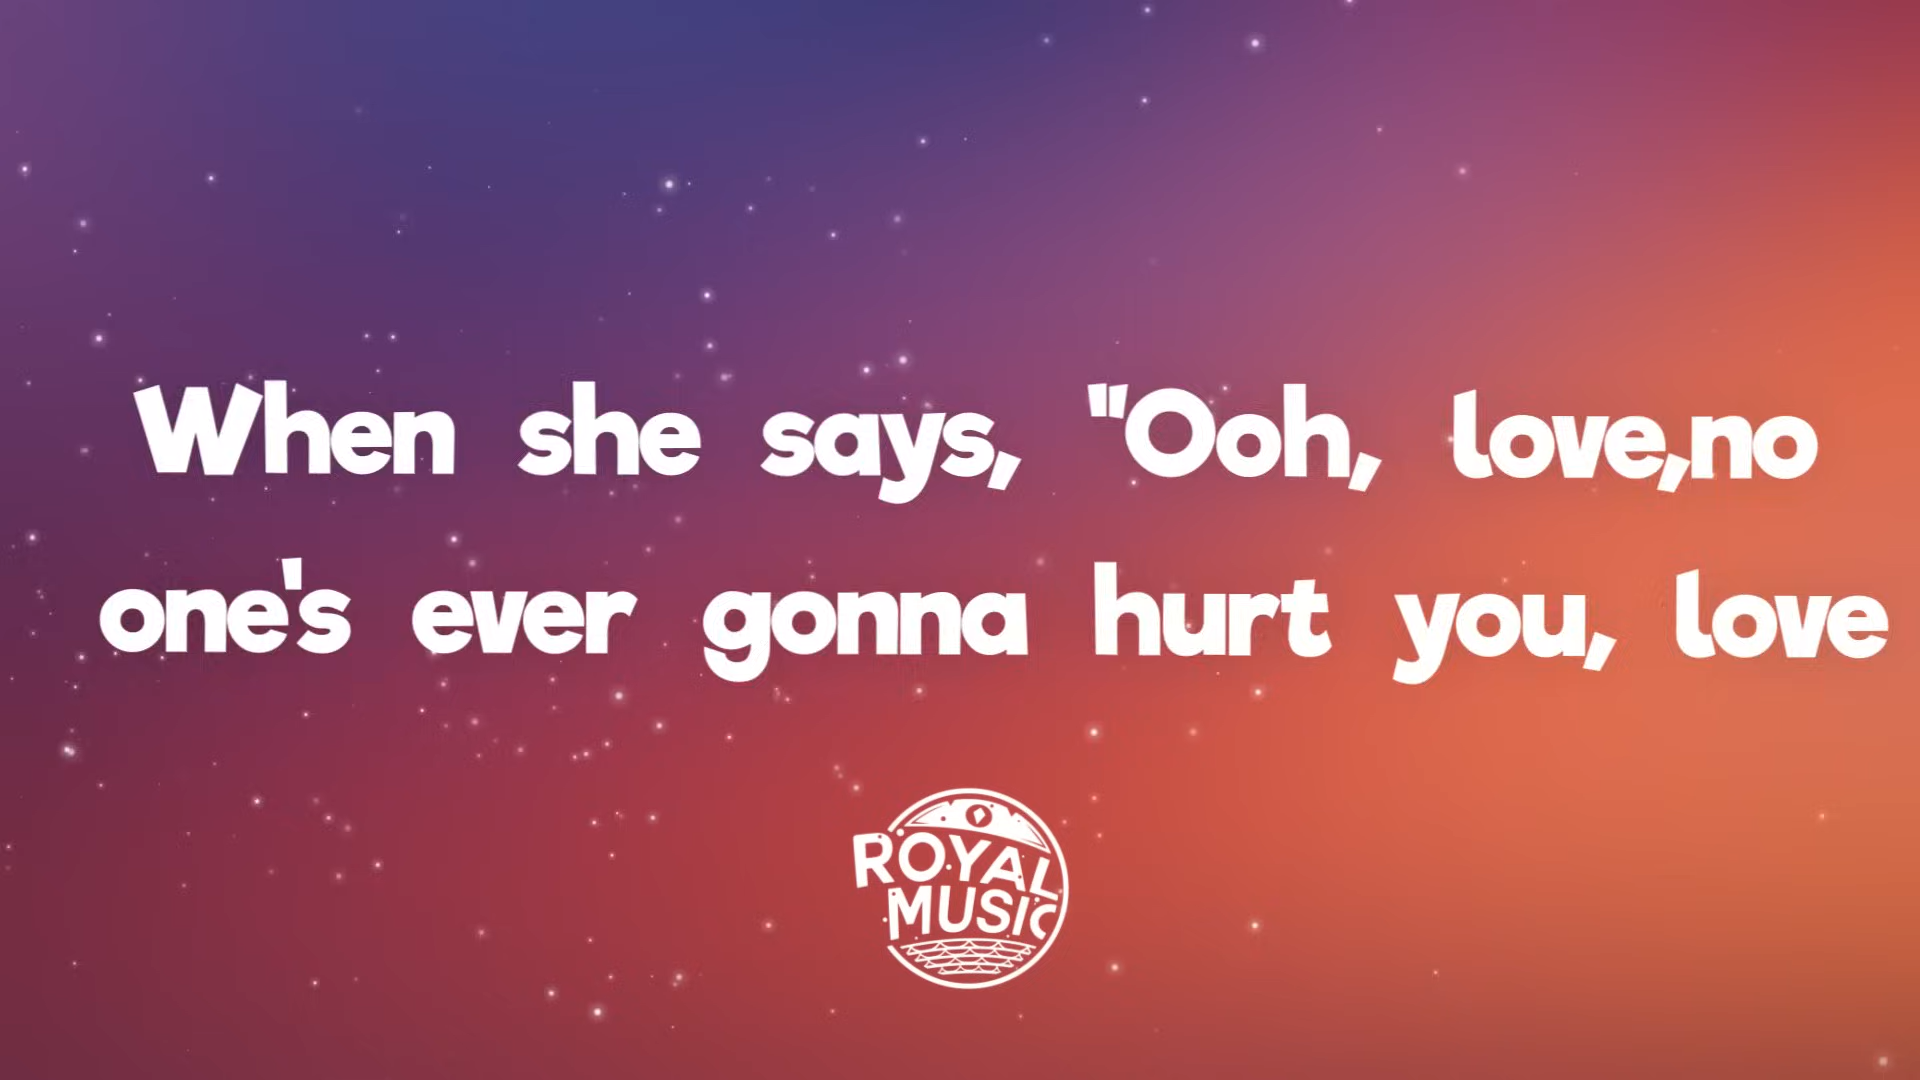 When she says, "Ooh, love,no
one's ever gonna hurt you, love
ROYAL
MUSIC